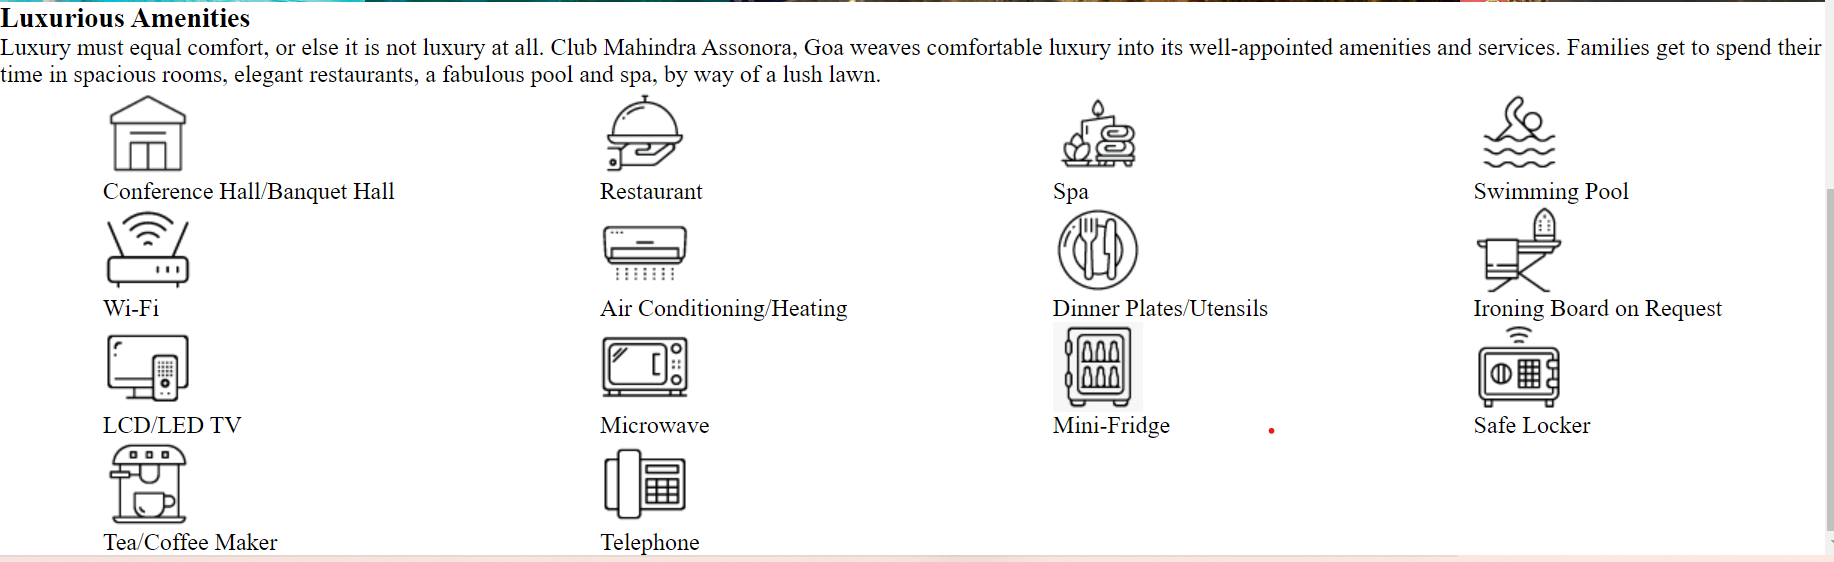 Luxurious Amenities
Luxury must equal comfort, or else it is not luxury at all. Club Mahindra Assonora, Goa weaves comfortable luxury into its well-appointed amenities and services. Families get to spend their
time in spacious rooms, elegant restaurants, a fabulous pool and spa, by way of a lush lawn.
Conference Hall/Banquet Hall
Restaurant
Spa
Swimming Pool
Wi-Fi
Air Conditioning/Heating
Dinner Plates/Utensils
Ironing Board on Request
LCD/LED TV
Microwave
Mini-Fridge
Safe Locker
Tea/Coffee Maker
Telephone